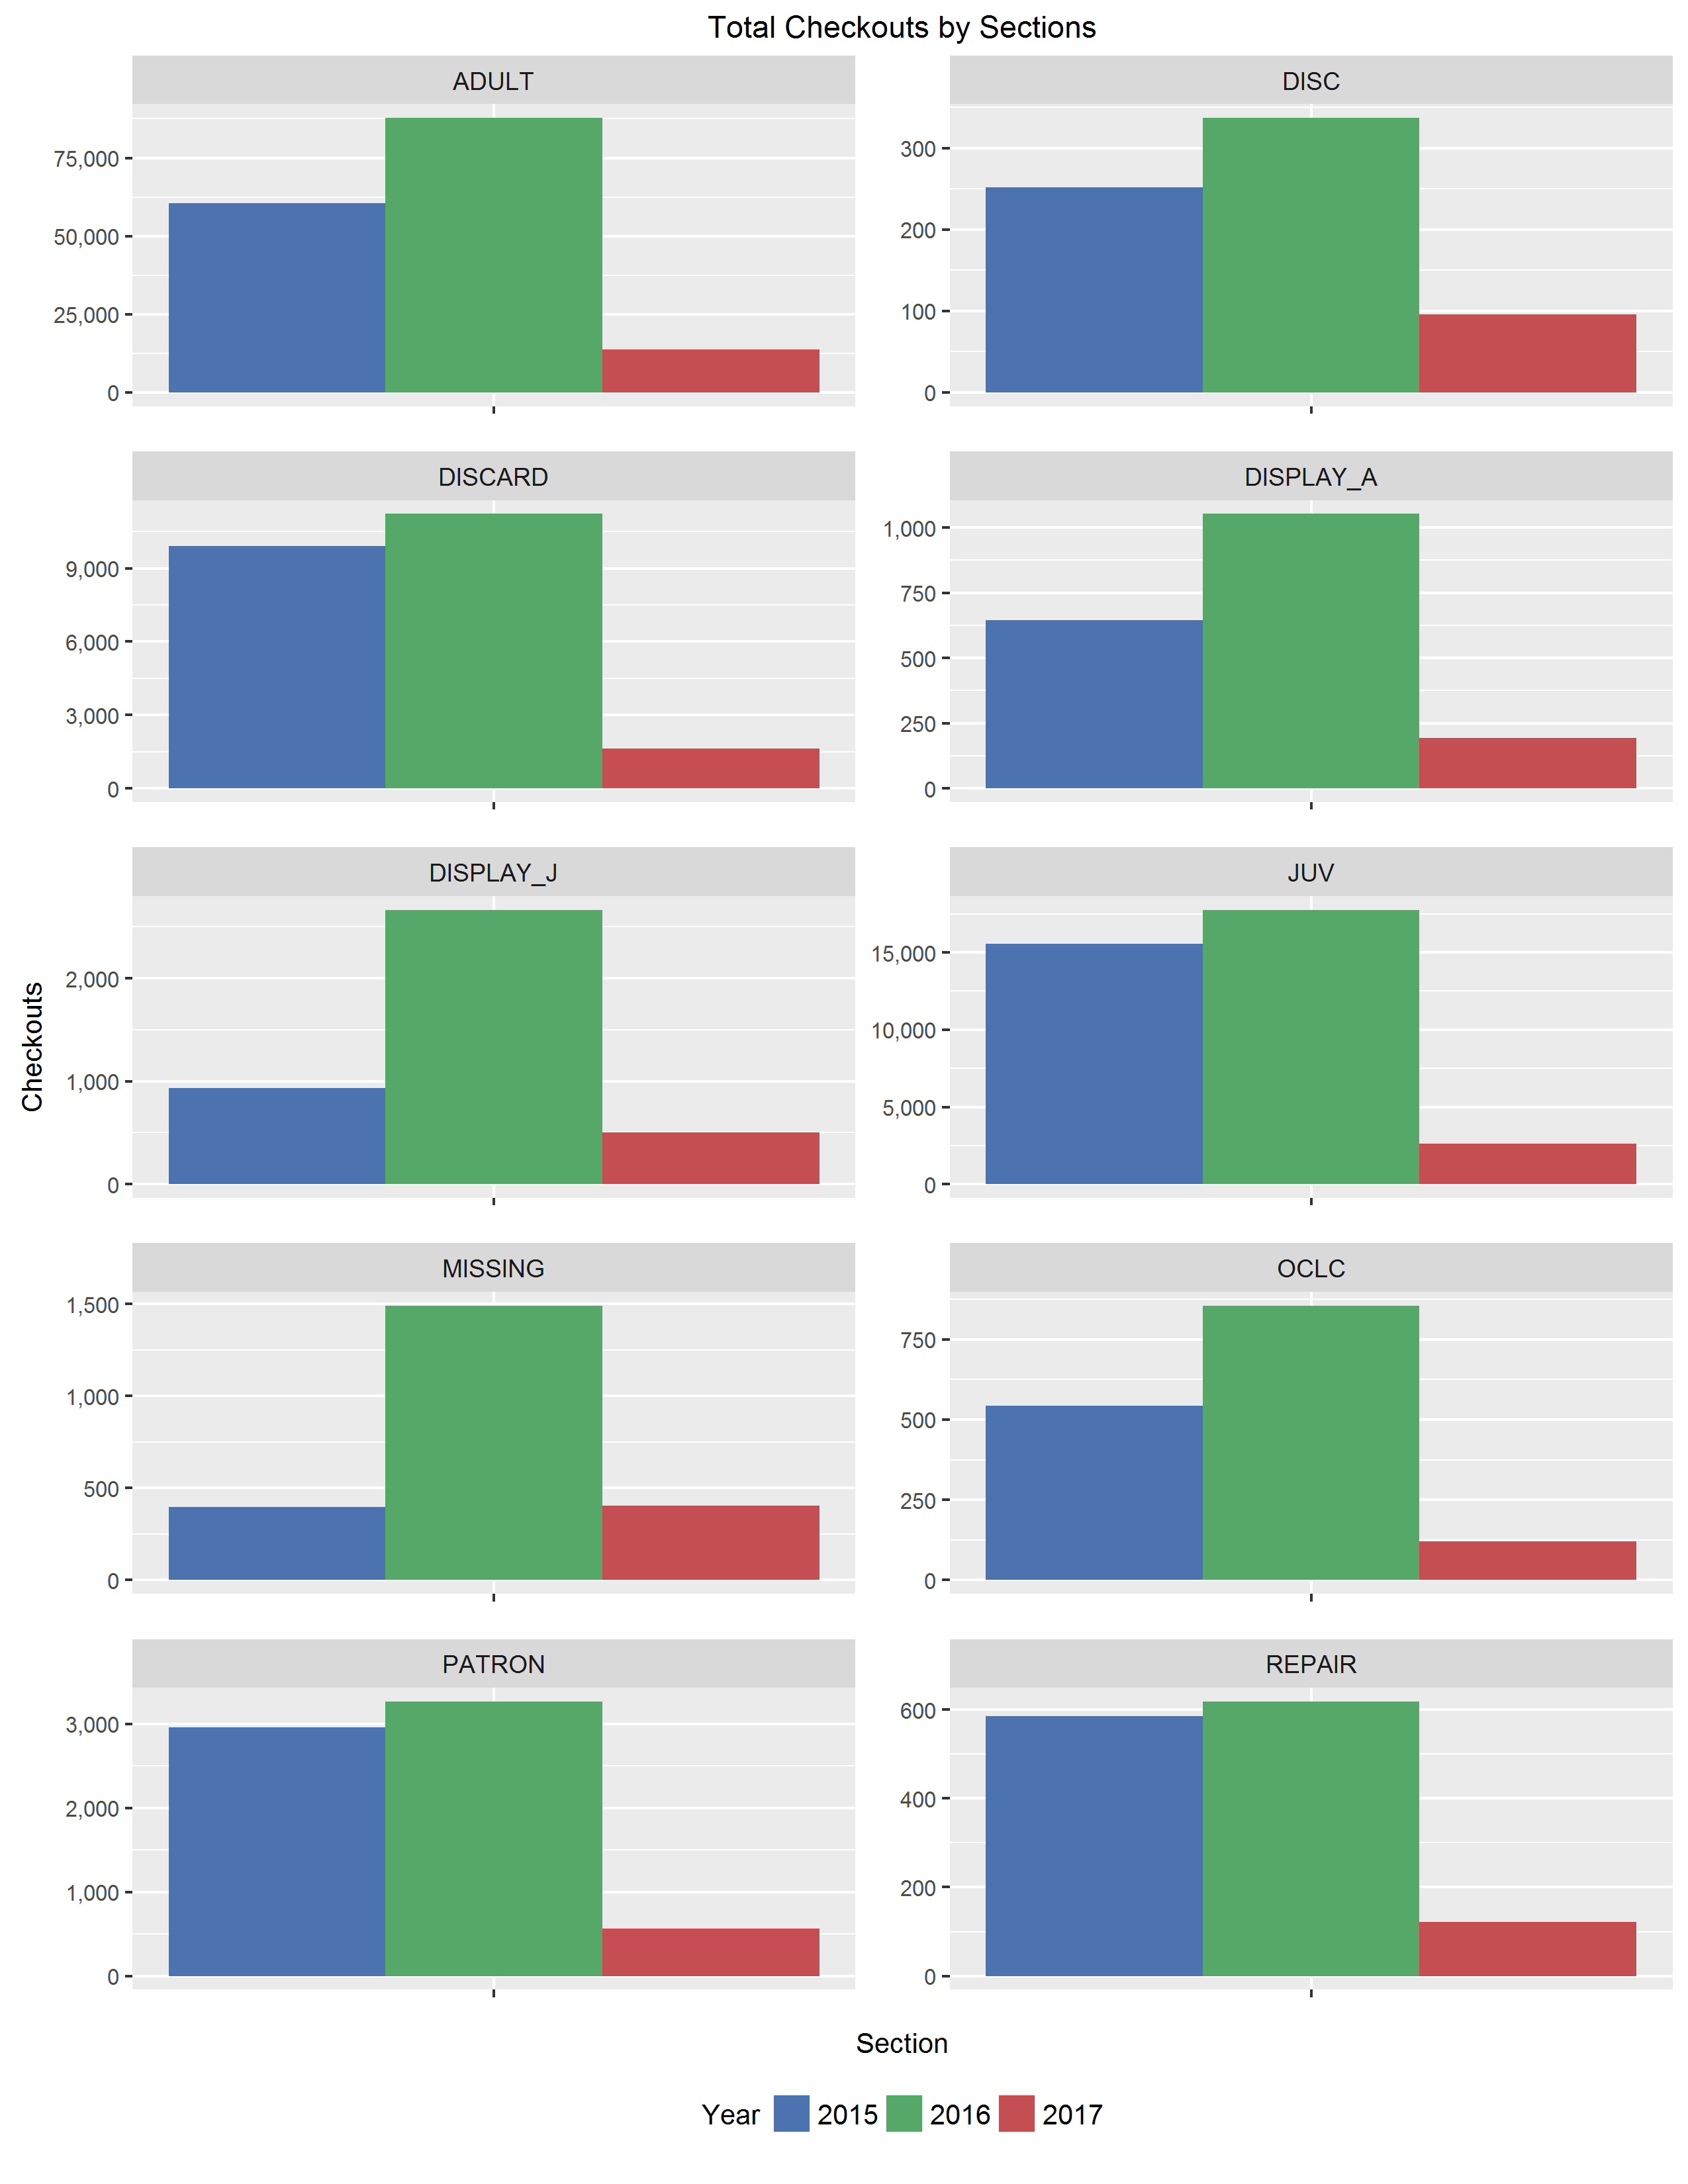 Total Checkouts by Sections
ADULT
75,000
50,000
25,000
0
DISC
300
200
100
0
DISCARD
9,000
6,000
3,000
0
DISPLAY_A
1,000
750
500
250
0
DISPLAY_J
2,000
1,000
0
JUV
15,000
10,000
5,000
0
MISSING
1,500
1,000
500
0
OCLC
750
500
250
0
PATRON
3,000
2,000
1,000
0
REPAIR
600
400
200
0
Checkouts
Section
Year 2015 2016 2017